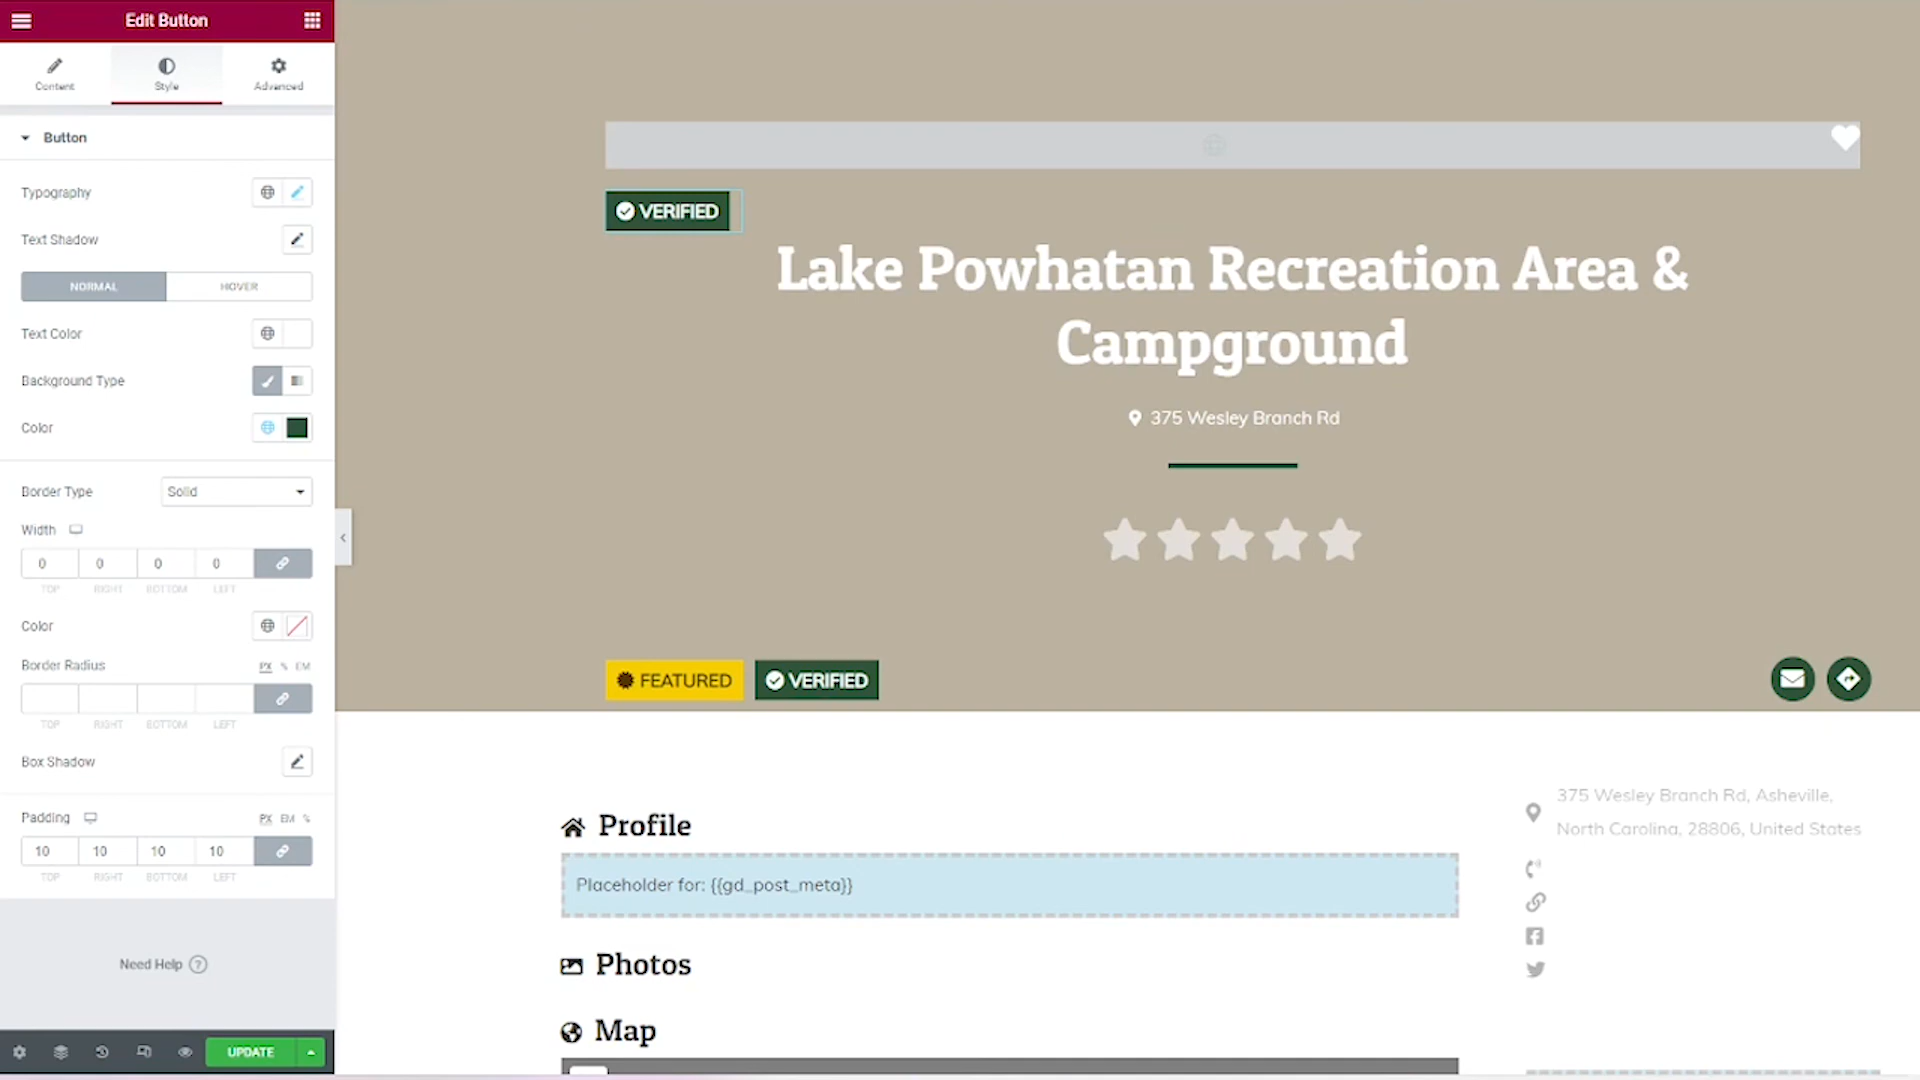 Edit Button
Content
Style
Advanced
Button
Typography
Text Shadow
NORMAL
HOVER
Text Color
Background Type
Color
Border Type
Solid
Width
0 0 0 0
TOP RIGHT BOTTOM LEFT
Color
Border Radius
PX % EM
TOP RIGHT BOTTOM LEFT
Box Shadow
Padding
PX EM %
10 10 10 10
TOP RIGHT BOTTOM LEFT
Need Help
UPDATE
VERIFIED
Lake Powhatan Recreation Area &
Campground
375 Wesley Branch Rd
FEATURED
VERIFIED
Profile
Placeholder for: {{gd_post_meta}}
Photos
Map
375 Wesley Branch Rd, Asheville,
North Carolina, 28806, United States